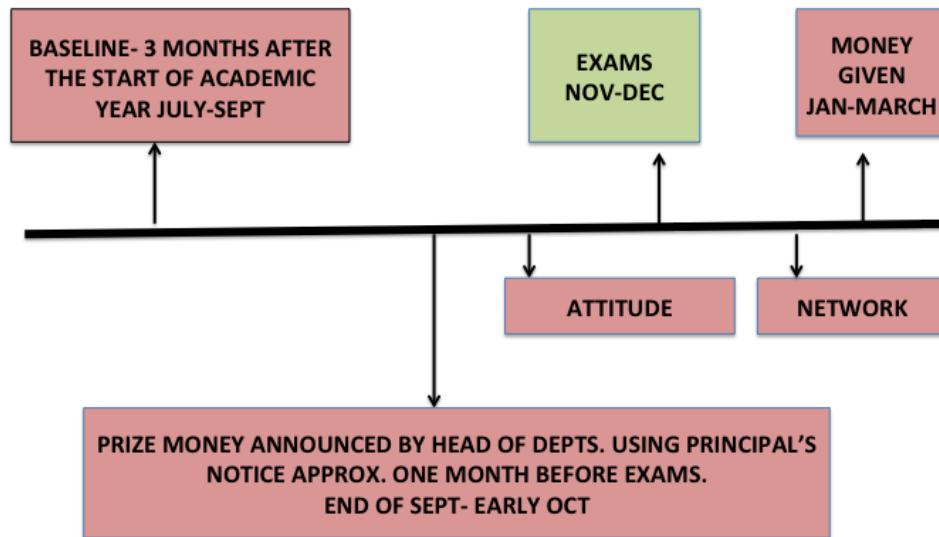 BASELINE- 3 MONTHS AFTER
THE START OF ACADEMIC
YEAR JULY-SEPT
EXAMS
NOV-DEC
MONEY
GIVEN
JAN-MARCH
ATTITUDE
NETWORK
PRIZE MONEY ANNOUNCED BY HEAD OF DEPTS. USING PRINCIPAL’S
NOTICE APPROX. ONE MONTH BEFORE EXAMS.
END OF SEPT- EARLY OCT